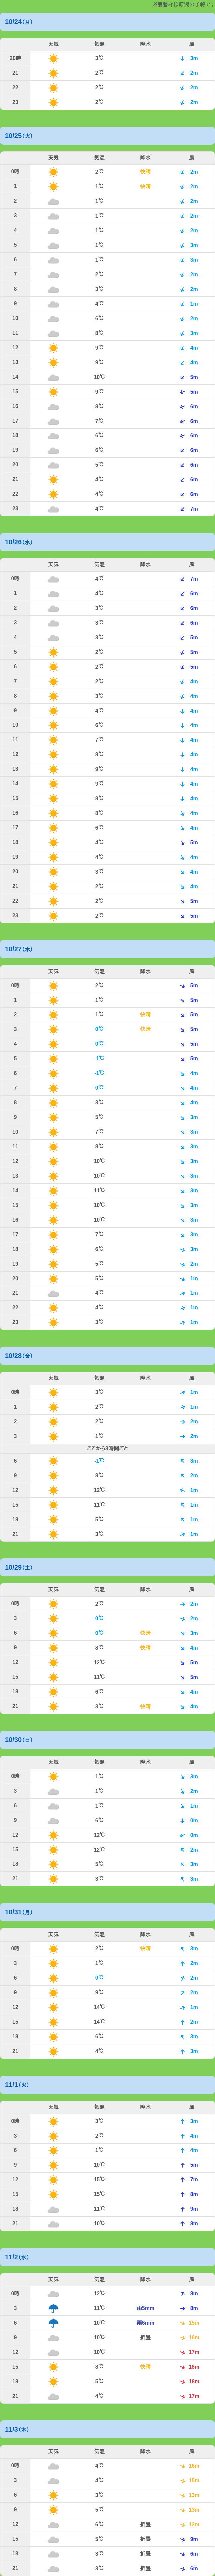 ※裏磐梯桧原湖の予報です
10/24(月)
天気 気温 降水 風
20時 3℃ 3m
21 2℃ 2m
22 2℃ 2m
23 2℃ 2m
10/25(火)
天気 気温 降水 風
0時 2℃ 快晴 2m
1 1℃ 快晴 2m
2 1℃ 2m
3 1℃ 2m
4 1℃ 2m
5 1℃ 3m
6 1℃ 3m
7 2℃ 2m
8 3℃ 2m
9 4℃ 1m
10 6℃ 2m
11 8℃ 3m
12 9℃ 4m
13 9℃ 4m
14 10℃ 5m
15 9℃ 5m
16 8℃ 6m
17 7℃ 6m
18 6℃ 6m
19 6℃ 6m
20 5℃ 6m
21 4℃ 6m
22 4℃ 6m
23 4℃ 7m
10/26(水)
天気 気温 降水 風
0時 4℃ 7m
1 4℃ 6m
2 3℃ 6m
3 3℃ 6m
4 3℃ 5m
5 2℃ 5m
6 2℃ 5m
7 2℃ 4m
8 3℃ 4m
9 4℃ 4m
10 6℃ 4m
11 7℃ 4m
12 8℃ 4m
13 9℃ 4m
14 9℃ 4m
15 8℃ 4m
16 8℃ 4m
17 6℃ 4m
18 4℃ 5m
19 4℃ 4m
20 3℃ 4m
21 2℃ 4m
22 2℃ 5m
23 2℃ 5m
10/27(木)
天気 気温 降水 風
0時 2℃ 5m
1 1℃ 5m
2 1℃ 快晴 5m
3 0℃ 快晴 5m
4 0℃ 5m
5 -1℃ 5m
6 -1℃ 4m
7 0℃ 4m
8 3℃ 4m
9 5℃ 3m
10 7℃ 3m
11 8℃ 3m
12 10℃ 3m
13 10℃ 3m
14 11℃ 3m
15 10℃ 3m
16 10℃ 3m
17 7℃ 3m
18 6℃ 3m
19 5℃ 2m
20 5℃ 1m
21 4℃ 1m
22 4℃ 1m
23 3℃ 1m
10/28(金)
天気 気温 降水 風
0時 3℃ 1m
1 2℃ 1m
2 2℃ 2m
3 1℃ 2m
ここから3時間ごと
6 -1℃ 3m
9 8℃ 2m
12 12℃ 1m
15 11℃ 1m
18 5℃ 1m
21 3℃ 1m
10/29(土)
天気 気温 降水 風
0時 2℃ 2m
3 0℃ 2m
6 0℃ 快晴 3m
9 8℃ 快晴 4m
12 12℃ 5m
15 11℃ 5m
18 6℃ 4m
21 3℃ 快晴 4m
10/30(日)
天気 気温 降水 風
0時 1℃ 3m
3 1℃ 2m
6 1℃ 1m
9 6℃ 0m
12 12℃ 0m
15 12℃ 2m
18 5℃ 3m
21 3℃ 3m
10/31(月)
天気 気温 降水 風
0時 2℃ 快晴 3m
3 1℃ 2m
6 0℃ 2m
9 9℃ 2m
12 14℃ 1m
15 14℃ 2m
18 6℃ 3m
21 4℃ 3m
11/1(火)
天気 気温 降水 風
0時 3℃ 3m
3 2℃ 4m
6 1℃ 4m
9 10℃ 5m
12 15℃ 7m
15 15℃ 8m
18 11℃ 9m
21 10℃ 8m
11/2(水)
天気 気温 降水 風
0時 12℃ 8m
3 11℃ 雨5mm 8m
6 10℃ 雨6mm 15m
9 10℃ 折曇 16m
12 10℃ 17m
15 8℃ 快晴 18m
18 5℃ 18m
21 4℃ 17m
11/3(木)
天気 気温 降水 風
0時 4℃ 16m
3 4℃ 15m
6 3℃ 13m
9 5℃ 13m
12 6℃ 折曇 12m
15 5℃ 折曇 9m
18 3℃ 折曇 6m
21 3℃ 折曇 6m